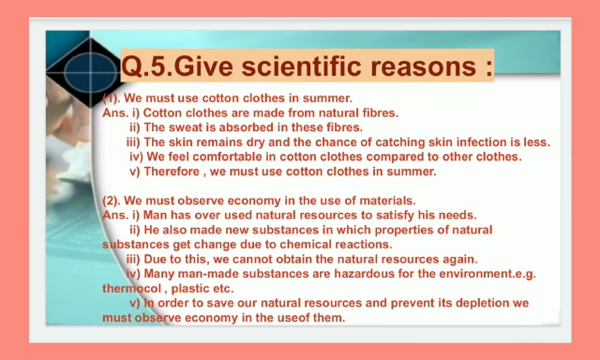 Q.5.Give scientific reasons :
(1). We must use cotton clothes in summer.
Ans. i) Cotton clothes are made from natural fibres.
ii) The sweat is absorbed in these fibres.
iii) The skin remains dry and the chance of catching skin infection is less.
iv) We feel comfortable in cotton clothes compared to other clothes.
v) Therefore , we must use cotton clothes in summer.
(2). We must observe economy in the use of materials.
Ans. i) Man has over used natural resources to satisfy his needs.
ii) He also made new substances in which properties of natural
substances get change due to chemical reactions.
iii) Due to this, we cannot obtain the natural resources again.
iv) Many man-made substances are hazardous for the environment.e.g.
thermocol , plastic etc.
v) In order to save our natural resources and prevent its depletion we
must observe economy in the useof them.